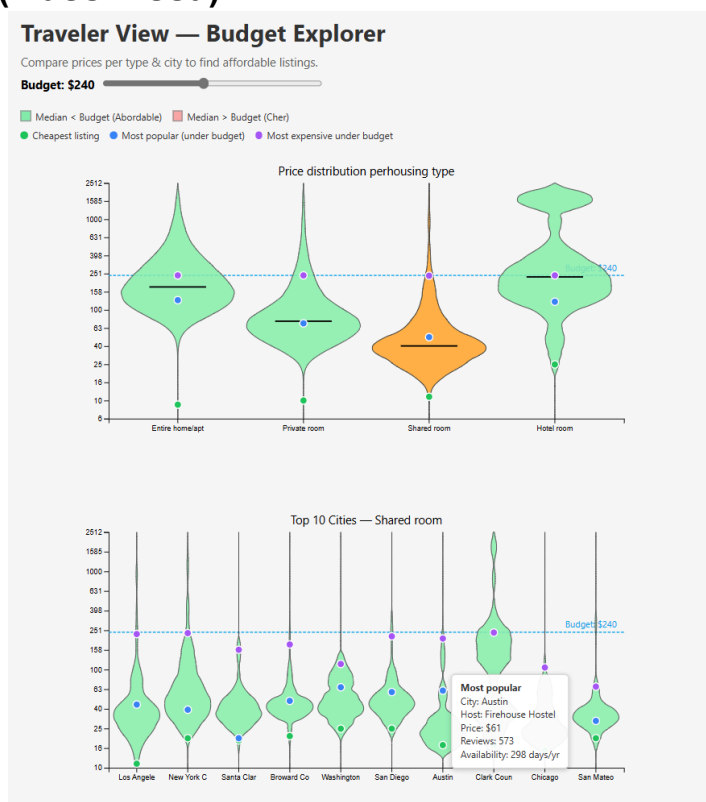 Traveler View — Budget Explorer
Compare prices per type & city to find affordable listings.
Budget: $240
Median < Budget (Abordable) Median > Budget (Cher)
Cheapest listing Most popular (under budget) Most expensive under budget
Price distribution perhousing type
2512
1585
1000
631
398
251
158
100
63
40
25
16
10
6
Budget: $240
Entire home/apt Private room Shared room Hotel room
Top 10 Cities — Shared room
2512
1585
1000
631
398
251
158
100
63
40
25
16
10
Budget: $240
Most popular
City: Austin
Host: Firehouse Hostel
Price: $61
Reviews: 573
Availability: 298 days/yr
Los Angele New York C Santa Clar Broward Co Washington San Diego Austin Clark Coun Chicago San Mateo